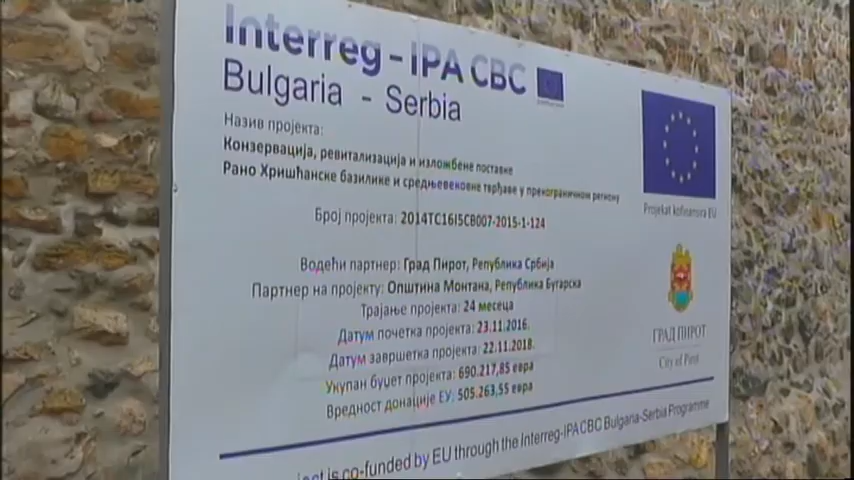 Interreg - IPA CBC
Bulgaria - Serbia
Назив пројекта:
Конзервација, ревитализација и изложбене поставке
Рано Хришћанске базилике и средњевековне тврђаве у прекограничном региону
Број пројекта: 2014TC16I5CB007-2015-1-124
Водећи партнер: Град Пирот, Република Србија
Партнер на пројекту: Општина Монтана, Република Бугарска
Трајање пројекта: 24 месеца
Датум почетка пројекта: 23.11.2016.
Датум завршетка пројекта: 22.11.2018.
Укупан буџет пројекта: 690.217,85 евра
Вредност донације ЕУ: 505.263,55 евра
is co-funded by EU through the Interreg-IPA CBC Bulgaria-Serbia Programme
Projekat kofinansira EU
ГРАД ПИРОТ
City of Pirot